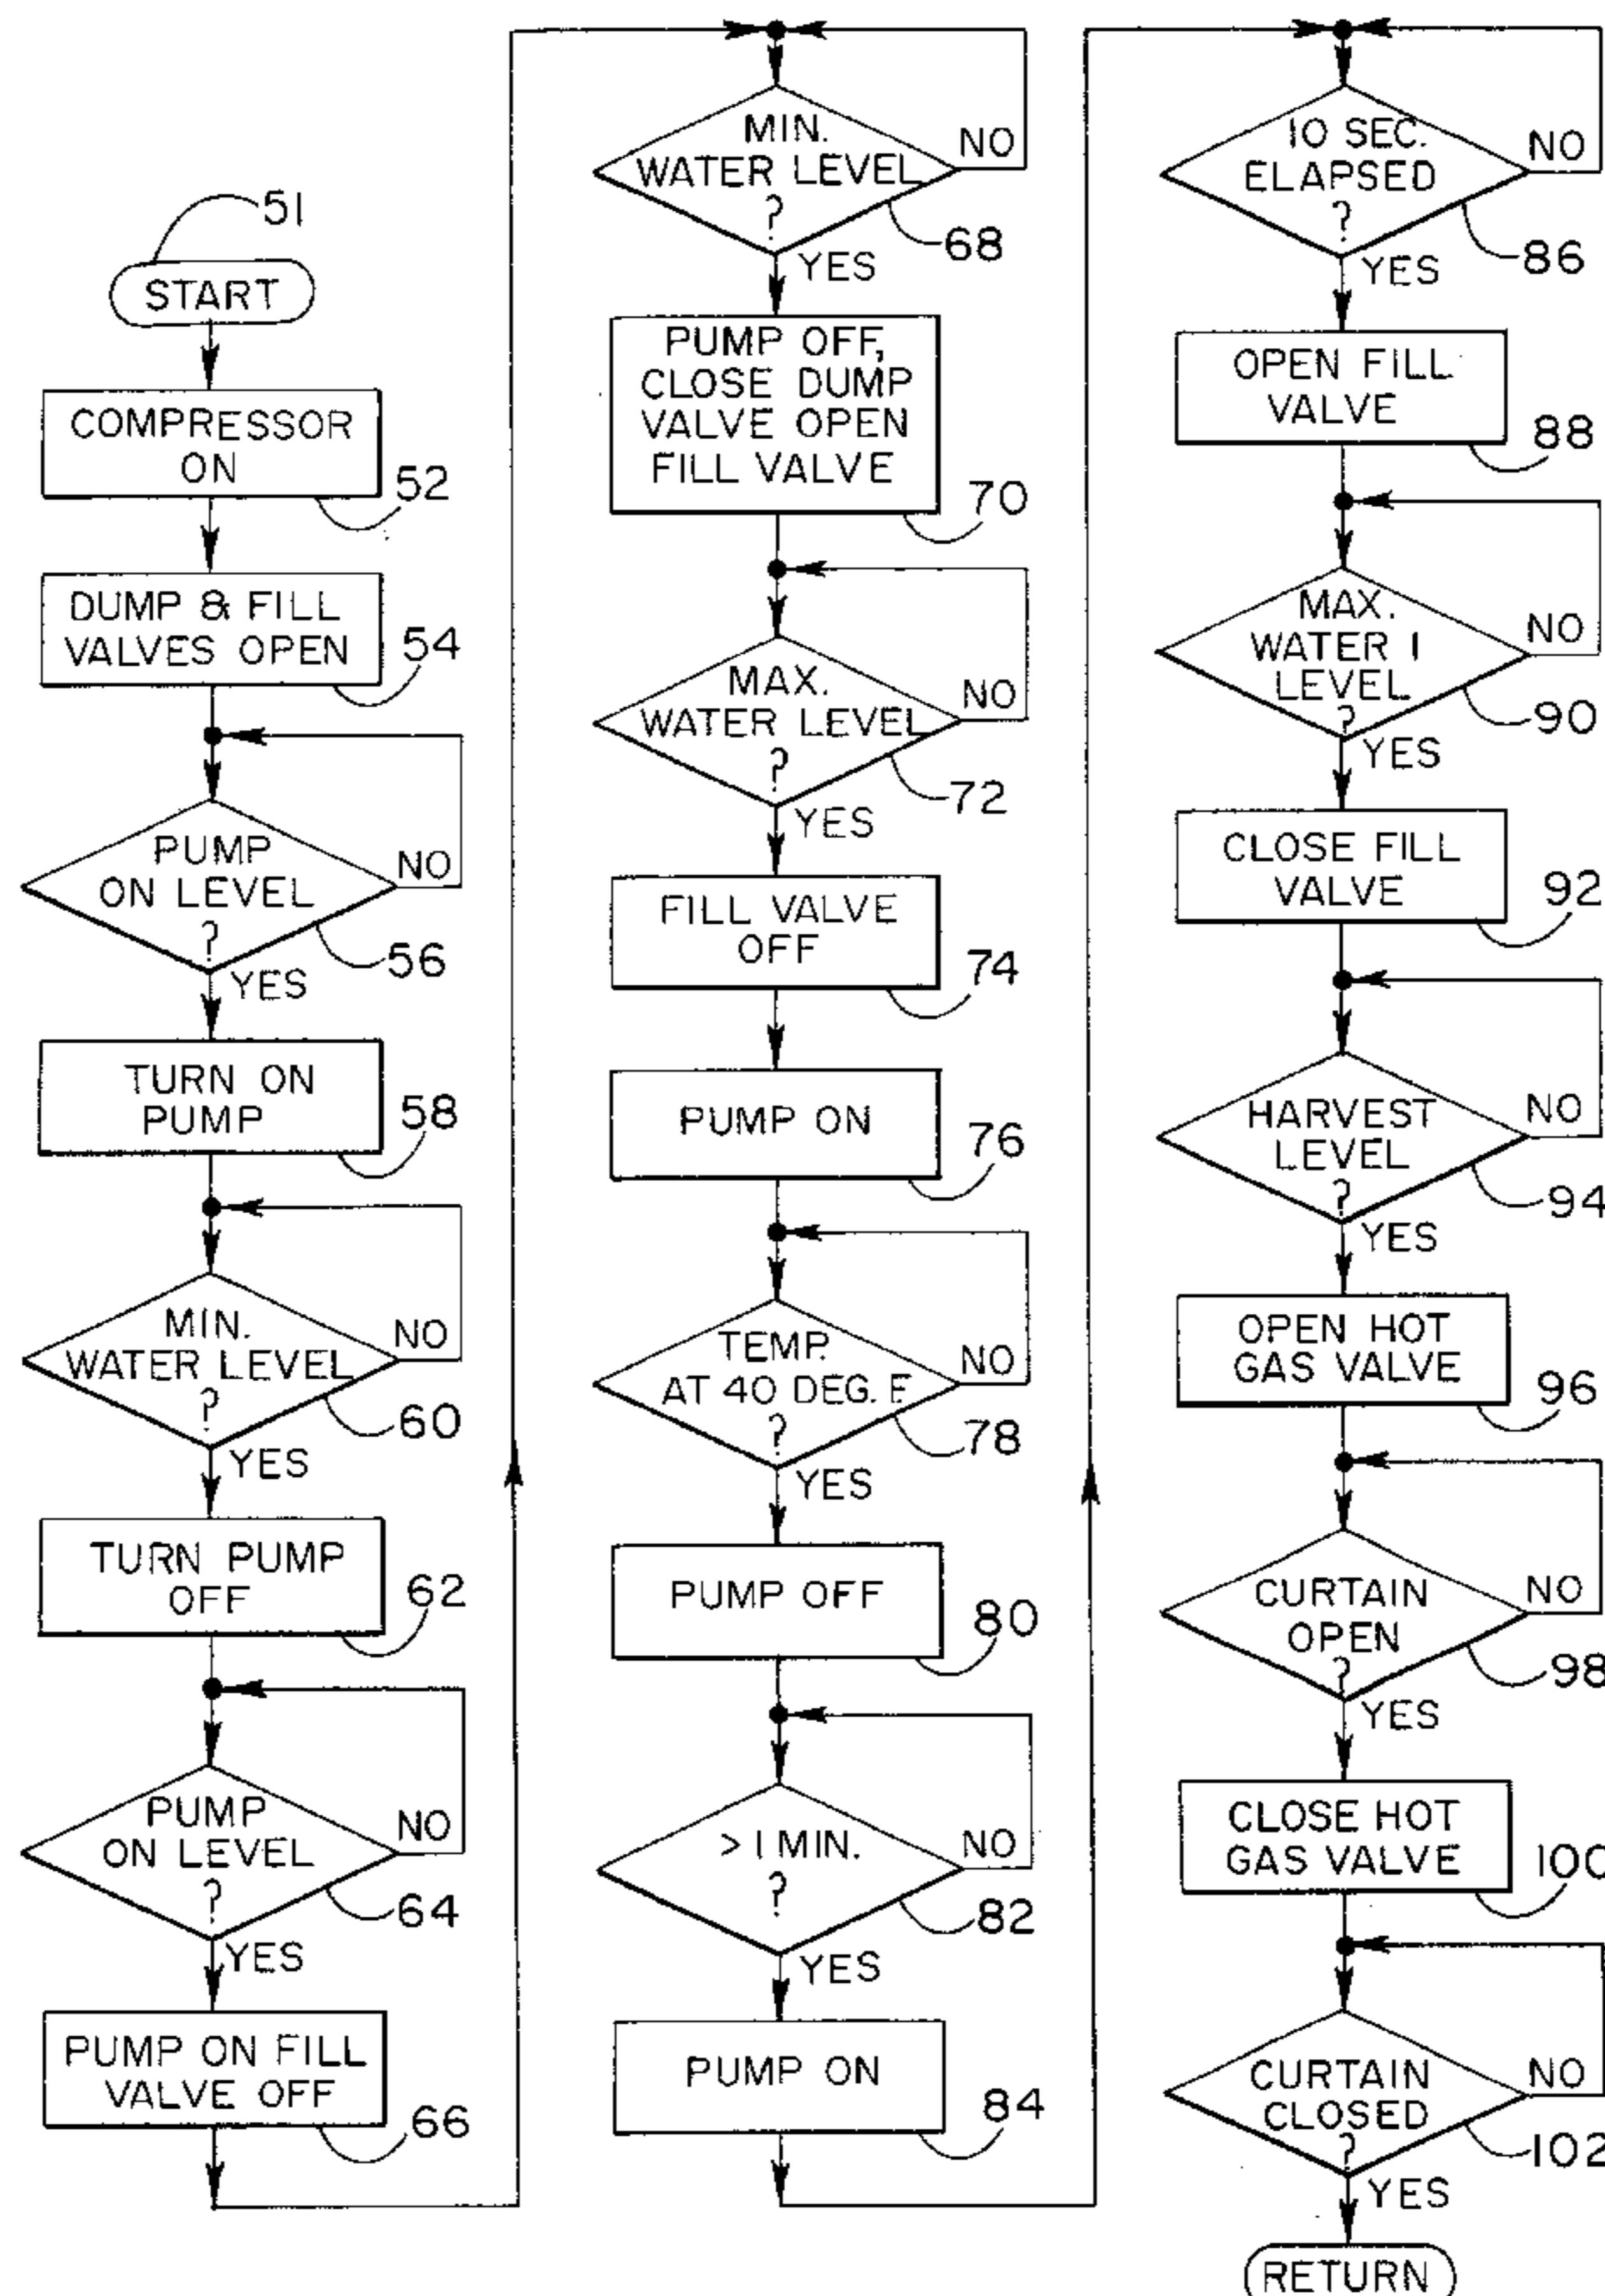 51
START
COMPRESSOR
ON
52
DUMP & FILL
VALVES OPEN
54
PUMP
ON LEVEL
?
NO
56
YES
TURN ON
PUMP
58
MIN.
WATER LEVEL
?
NO
60
YES
TURN PUMP
OFF
62
PUMP
ON LEVEL
?
NO
64
YES
PUMP ON FILL
VALVE OFF
66
MIN.
WATER LEVEL
?
NO
68
YES
PUMP OFF,
CLOSE DUMP
VALVE OPEN
FILL VALVE
70
MAX.
WATER LEVEL
?
NO
72
YES
FILL VALVE
OFF
74
PUMP ON
76
TEMP.
AT 40 DEG. F
?
NO
78
YES
PUMP OFF
80
> 1 MIN.
?
NO
82
YES
PUMP ON
84
10 SEC.
ELAPSED
?
NO
86
YES
OPEN FILL
VALVE
88
MAX.
WATER 1
LEVEL
?
NO
90
YES
CLOSE FILL
VALVE
92
HARVEST
LEVEL
?
NO
94
YES
OPEN HOT
GAS VALVE
96
CURTAIN
OPEN
?
NO
98
YES
CLOSE HOT
GAS VALVE
100
CURTAIN
CLOSED
?
NO
102
YES
RETURN